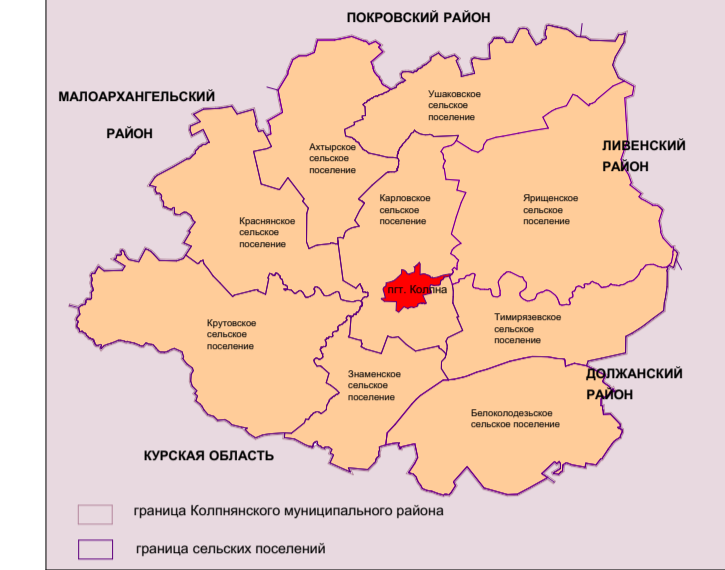 ПОКРОВСКИЙ РАЙОН
МАЛОАРХАНГЕЛЬСКИЙ
РАЙОН
Ушаковское
сельское
поселение
Ахтырское
сельское
поселение
ЛИВЕНСКИЙ
РАЙОН
Карловское
сельское
поселение
Ярищенское
сельское
поселение
Краснянское
сельское
поселение
пгт. Колпна
Крутовское
сельское
поселение
Тимирязевское
сельское
поселение
Знаменское
сельское
поселение
ДОЛЖАНСКИЙ
РАЙОН
Белоколодезьское
сельское поселение
КУРСКАЯ ОБЛАСТЬ
граница Колпнянского муниципального района
граница сельских поселений